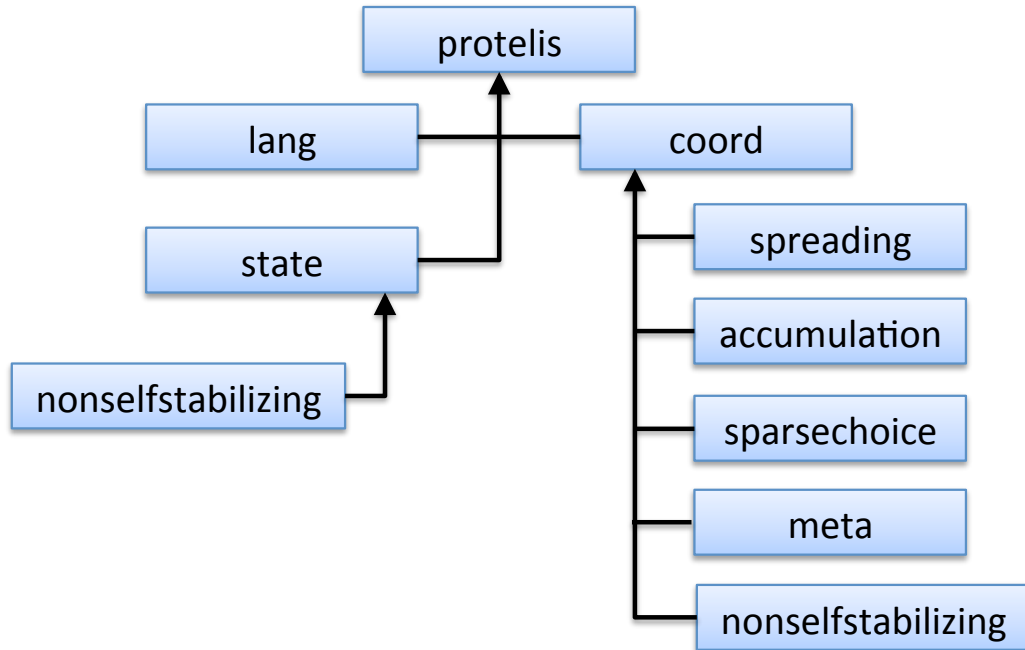 protelis
lang
coord
spreading
state
accumulation
nonselfstabilizing
sparsechoice
meta
nonselfstabilizing